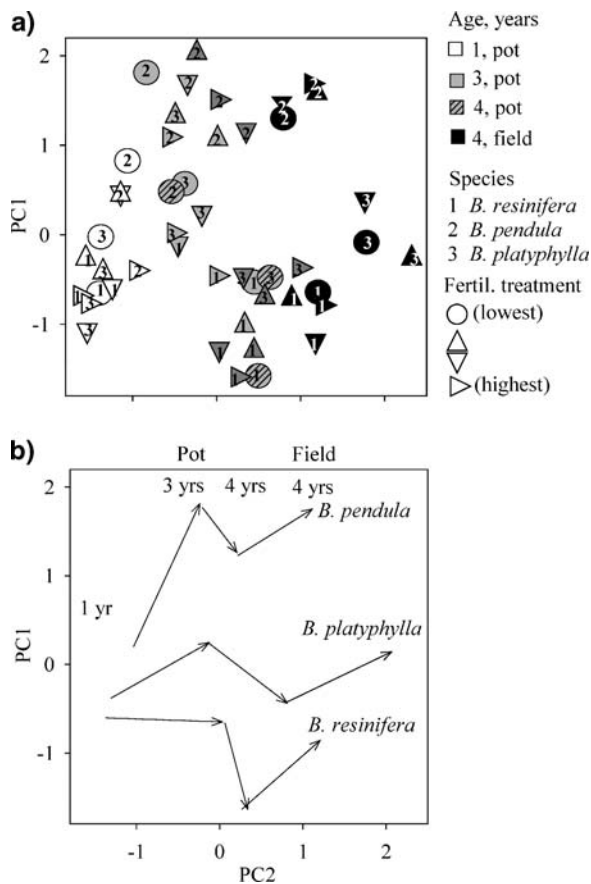 a)
Age, years
1, pot
3, pot
4, pot
4, field
Species
1 B. resinifera
2 B. pendula
3 B. platyphylla
Fertil. treatment
(lowest)
(highest)
PC1
2
1
0
-1
b)
Pot
Field
3 yrs
4 yrs
4 yrs
B. pendula
1 yr
B. platyphylla
B. resinifera
PC1
2
1
0
-1
-1
0
1
2
PC2